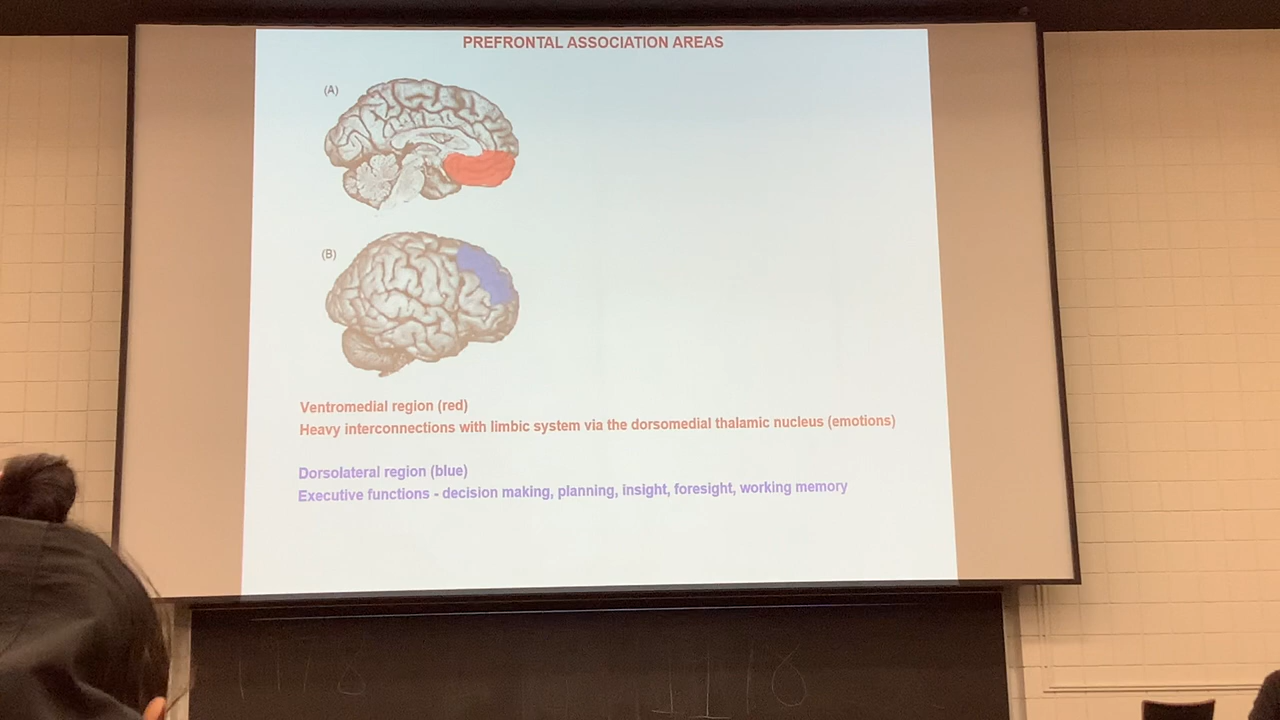 PREFRONTAL ASSOCIATION AREAS
(A)
(B)
Ventromedial region (red)
Heavy interconnections with limbic system via the dorsomedial thalamic nucleus (emotions)
Dorsolateral region (blue)
Executive functions - decision making, planning, insight, foresight, working memory